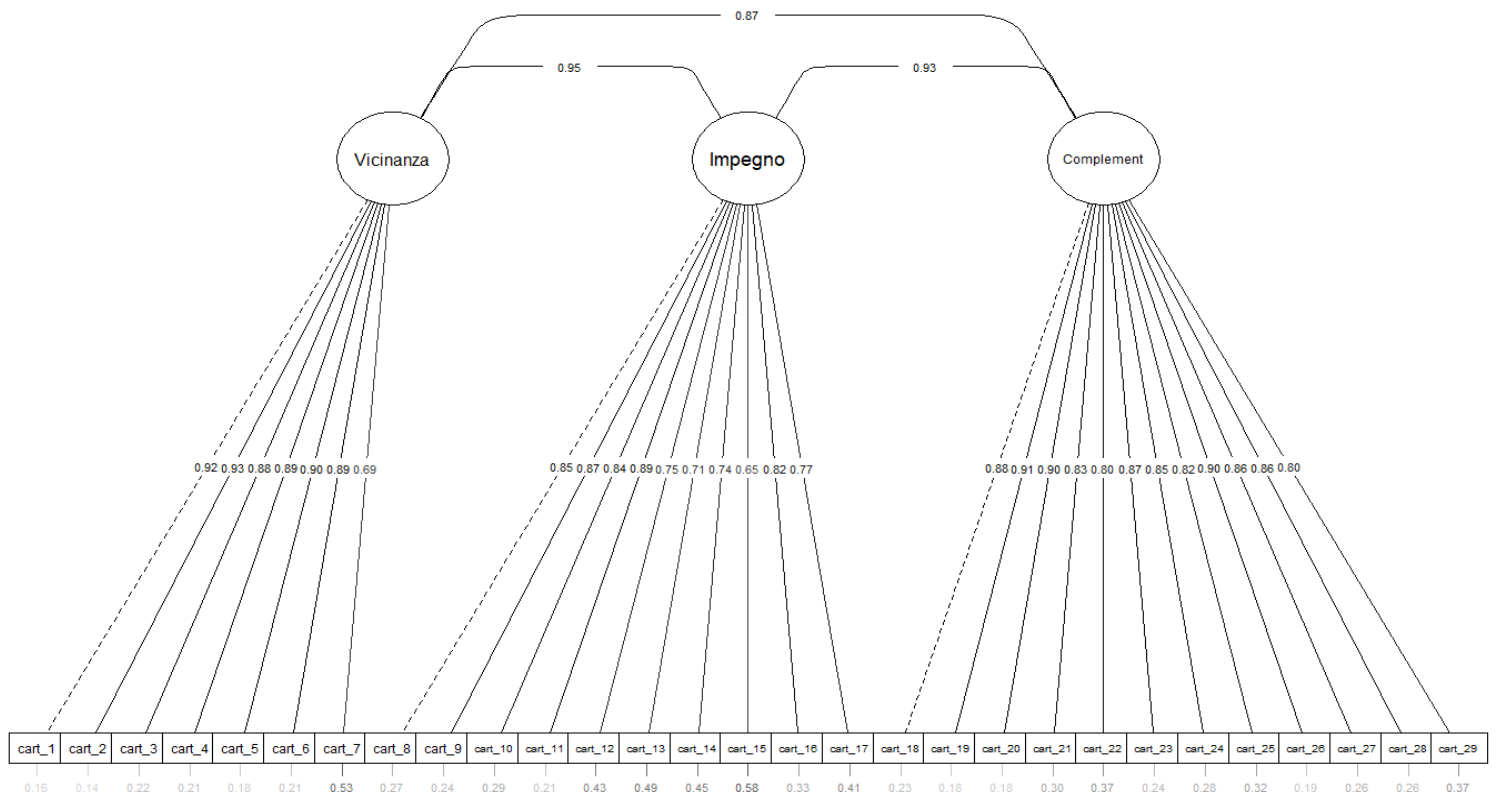 0.87
0.95 0.93
Vicinanza Impegno Complement
0.92 0.93 0.88 0.89 0.90 0.89 0.69 0.85 0.87 0.84 0.89 0.75 0.71 0.74 0.65 0.82 0.77 0.88 0.91 0.90 0.83 0.80 0.87 0.85 0.82 0.90 0.86 0.86 0.80
cart_1 cart_2 cart_3 cart_4 cart_5 cart_6 cart_7 cart_8 cart_9 cart_10 cart_11 cart_12 cart_13 cart_14 cart_15 cart_16 cart_17 cart_18 cart_19 cart_20 cart_21 cart_22 cart_23 cart_24 cart_25 cart_26 cart_27 cart_28 cart_29
0.16 0.14 0.22 0.21 0.18 0.21 0.53 0.27 0.24 0.29 0.21 0.43 0.49 0.45 0.58 0.33 0.41 0.23 0.18 0.18 0.30 0.37 0.24 0.28 0.32 0.19 0.26 0.26 0.37